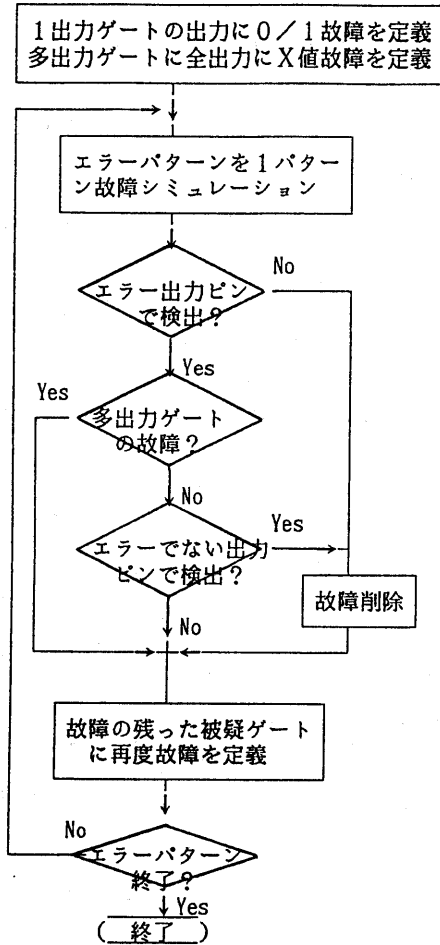 1出力ゲートの出力に0/1故障を定義
多出力ゲートに全出力にX値故障を定義
エラーパターンを1パター
ン故障シミュレーション
エラー出力ピン
で検出?
No
Yes
多出力ゲート
の故障?
Yes
No
エラーでない出力
ピンで検出?
Yes
故障削除
No
故障の残った被疑ゲート
に再度故障を定義
No
エラーパターン
終了?
Yes
(終了)